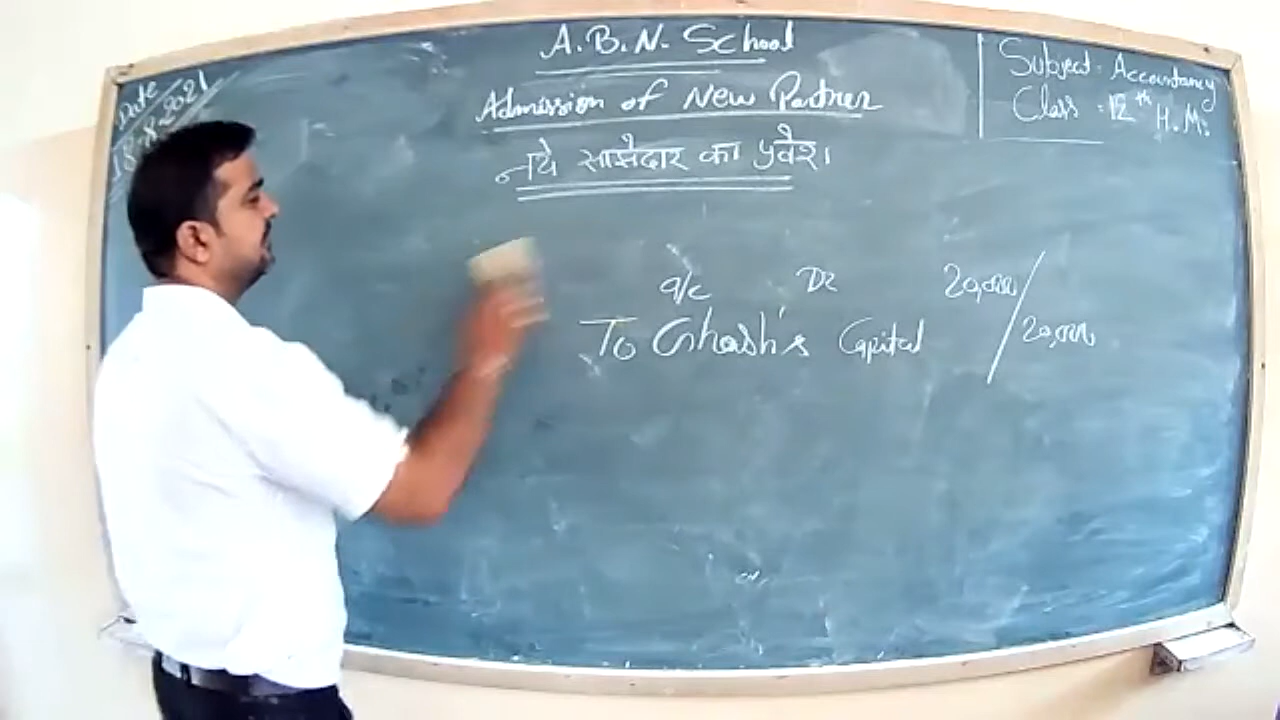 A.B.N. School
Admission of New Partner
नये साझेदार का प्रवेश।
Date
18.8.2021
Subject - Accountancy
Class = 12th H.M.
a/c Dr 20,000
To Ghosh's Capital 20,000